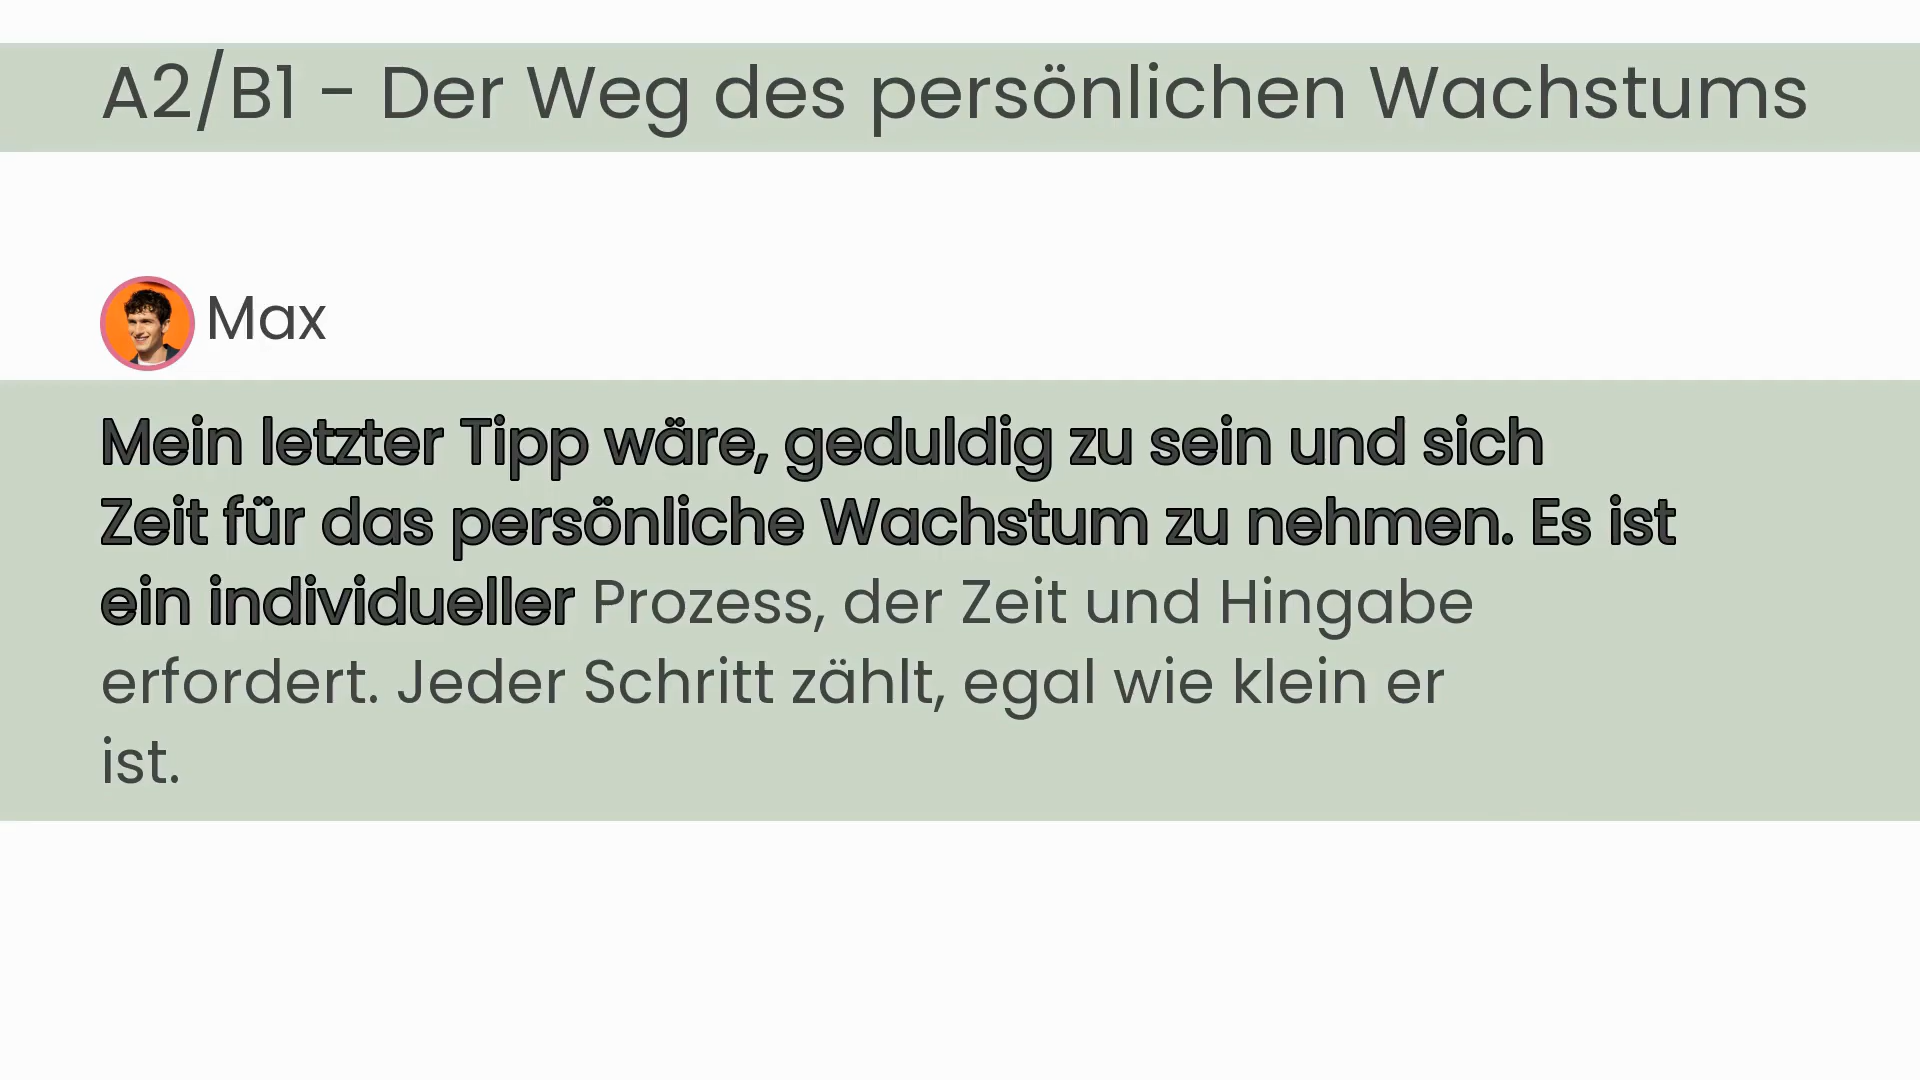 A2/B1 - Der Weg des persönlichen Wachstums
Max
Mein letzter Tipp wäre, geduldig zu sein und sich
Zeit für das persönliche Wachstum zu nehmen. Es ist
ein individueller Prozess, der Zeit und Hingabe
erfordert. Jeder Schritt zählt, egal wie klein er
ist.